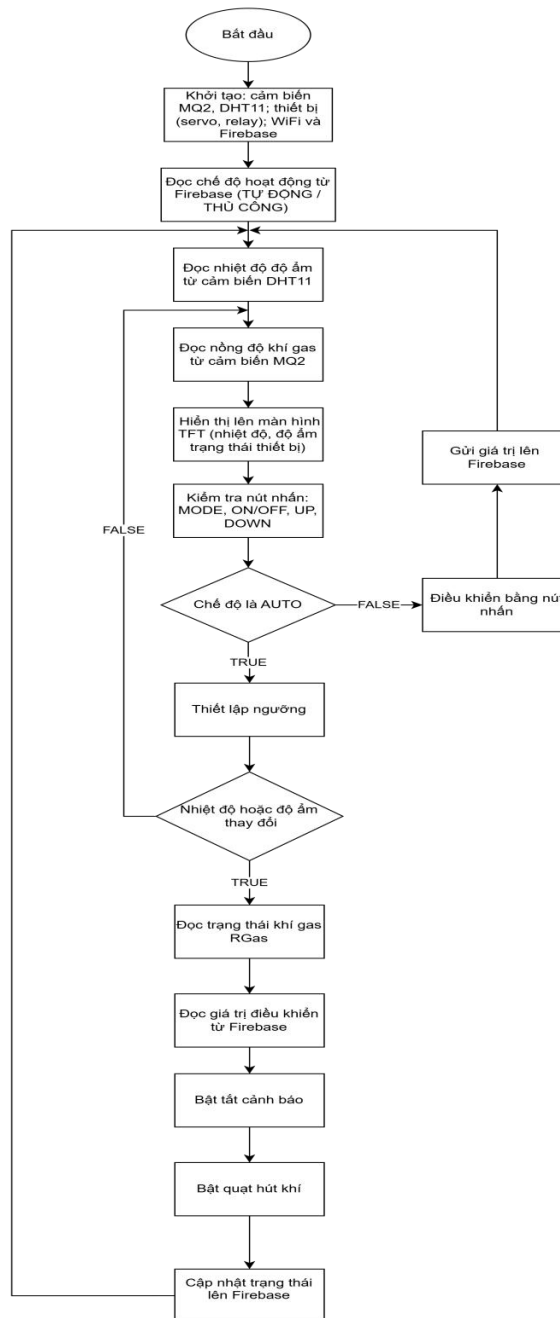 Bắt đầu
Khởi tạo: cảm biến
MQ2, DHT11; thiết bị
(servo, relay); WiFi và
Firebase
Đọc chế độ hoạt động từ
Firebase (TỰ ĐỘNG /
THỦ CÔNG)
Đọc nhiệt độ độ ẩm
từ cảm biến DHT11
Đọc nồng độ khí gas
từ cảm biến MQ2
Hiển thị lên màn hình
TFT (nhiệt độ, độ ẩm
trạng thái thiết bị)
Gửi giá trị lên
Firebase
Kiểm tra nút nhấn:
MODE, ON/OFF, UP,
DOWN
FALSE
Chế độ là AUTO
FALSE
Điều khiển bằng nút
nhấn
TRUE
Thiết lập ngưỡng
Nhiệt độ hoặc độ ẩm
thay đổi
TRUE
Đọc trạng thái khí gas
RGas
Đọc giá trị điều khiển
từ Firebase
Bật tắt cảnh báo
Bật quạt hút khí
Cập nhật trạng thái
lên Firebase